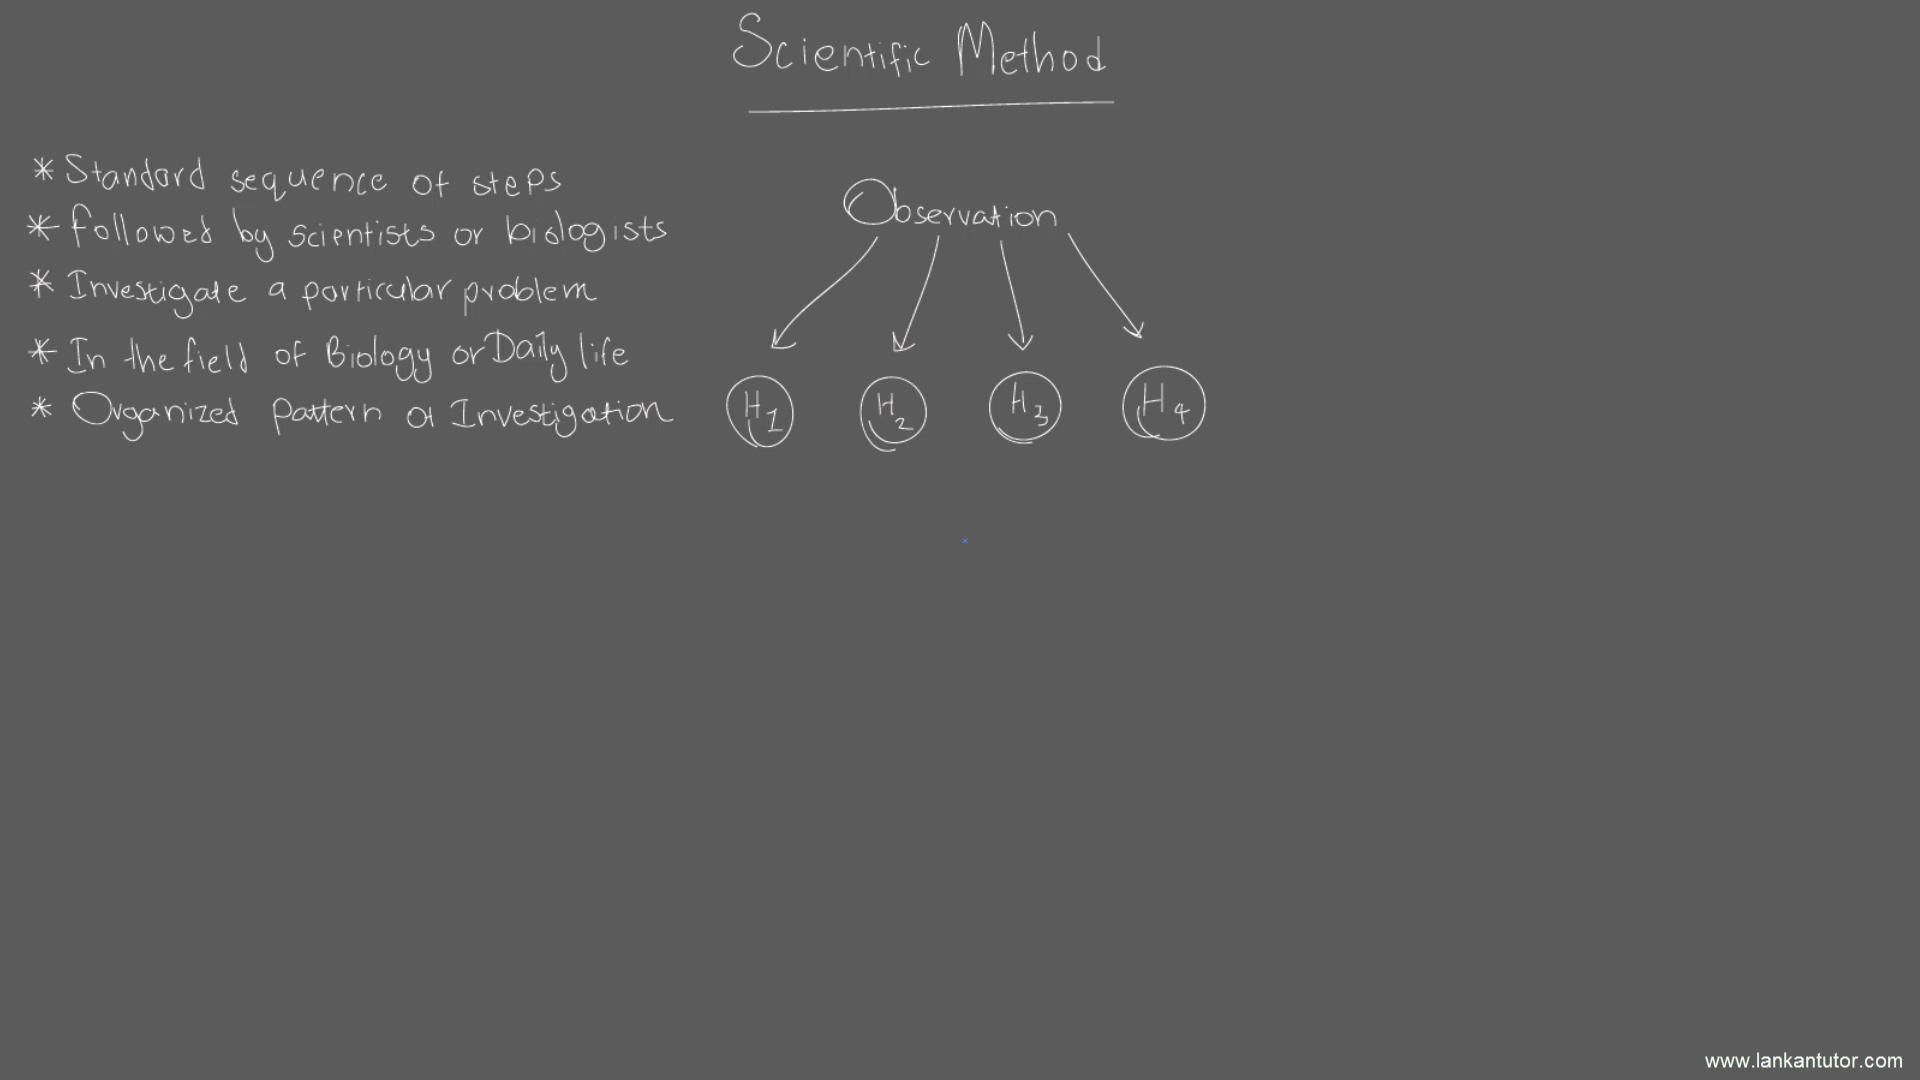 Scientific Method
* Standard sequence of steps
* followed by scientists or biologists
* Investigate a particular problem
* In the field of Biology or Daily life
* Organized Pattern of Investigation
Observation
H1 H2 H3 H4
www.lankantutor.com